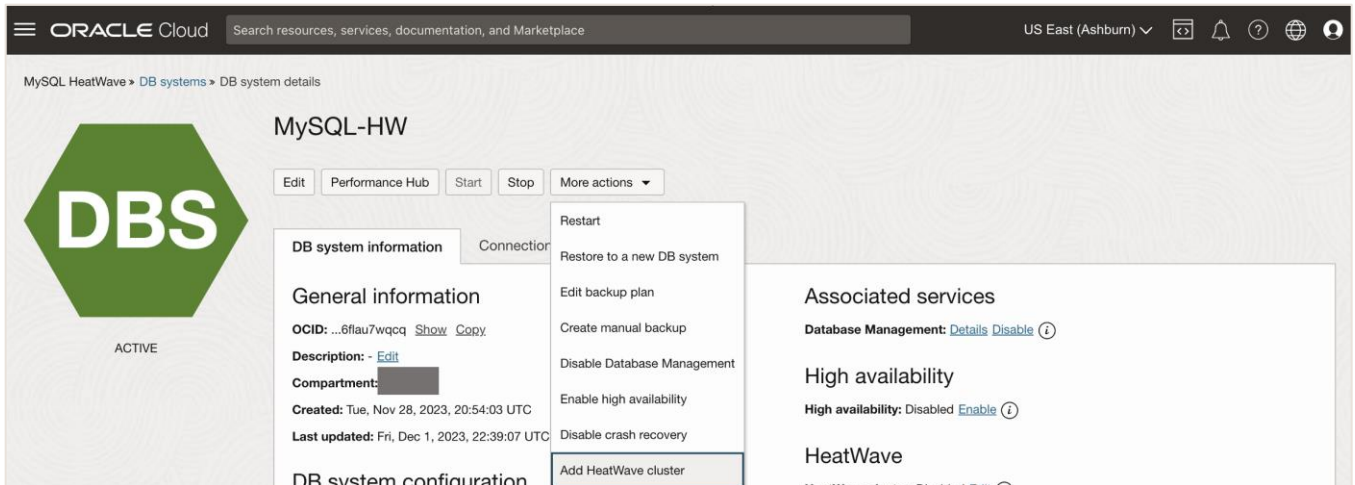 ORACLE Cloud
Search resources, services, documentation, and Marketplace
US East (Ashburn)
MySQL HeatWave » DB systems » DB system details
DBS
ACTIVE
MySQL-HW
Edit
Performance Hub
Start
Stop
More actions
Restart
Restore to a new DB system
Edit backup plan
Create manual backup
Disable Database Management
Enable high availability
Disable crash recovery
Add HeatWave cluster
DB system information
Connection
General information
OCID: ...6flau7wqcq Show Copy
Description: - Edit
Compartment:
Created: Tue, Nov 28, 2023, 20:54:03 UTC
Last updated: Fri, Dec 1, 2023, 22:39:07 UTC
DB system configuration
Associated services
Database Management: Details Disable
High availability
High availability: Disabled Enable
HeatWave